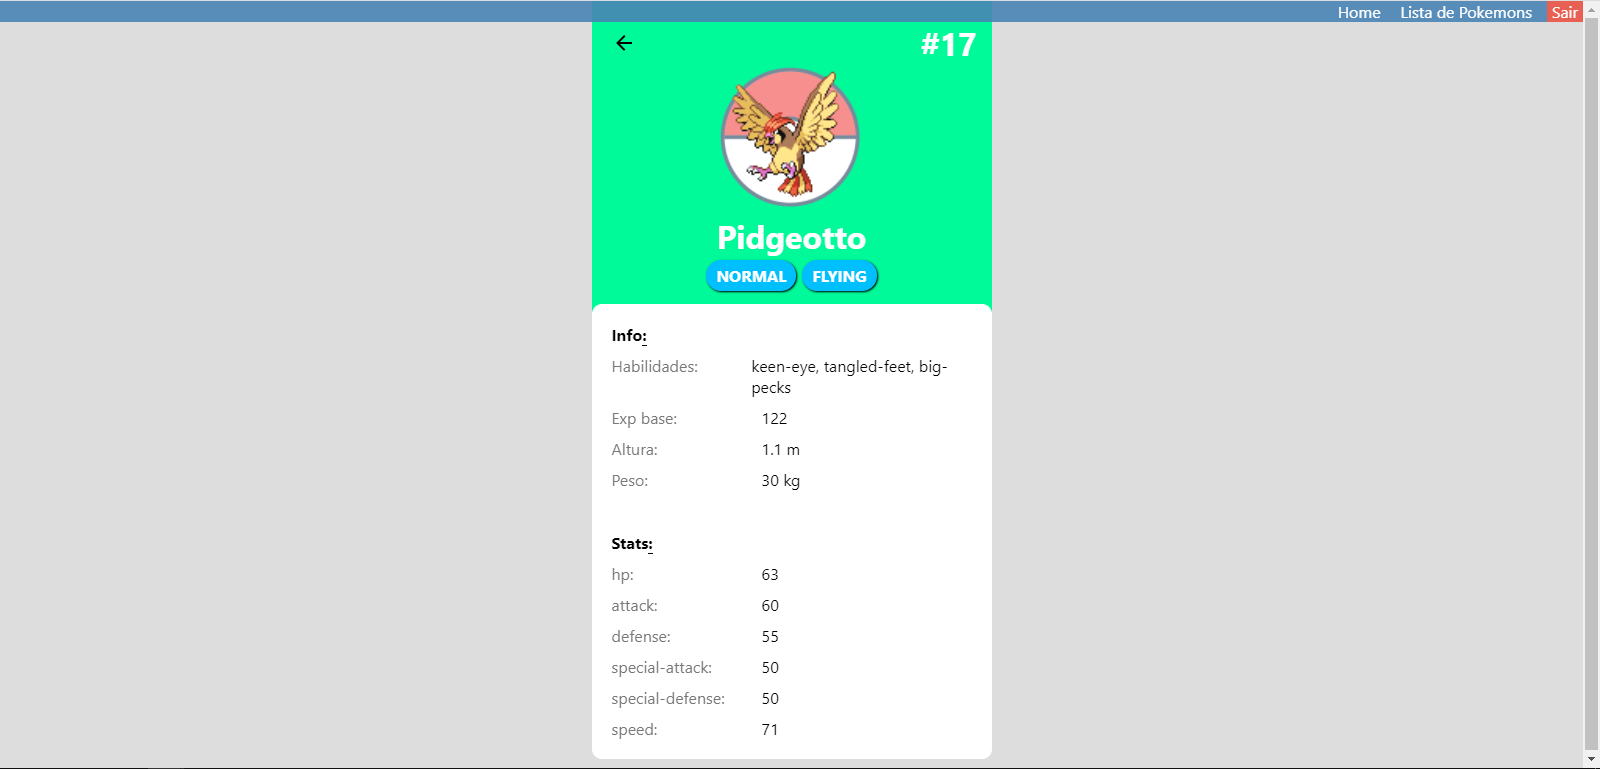 Home Lista de Pokemons Sair
#17
Pidgeotto
NORMAL FLYING
Info:
Habilidades: keen-eye, tangled-feet, big-
pecks
Exp base: 122
Altura: 1.1 m
Peso: 30 kg
Stats:
hp: 63
attack: 60
defense: 55
special-attack: 50
special-defense: 50
speed: 71